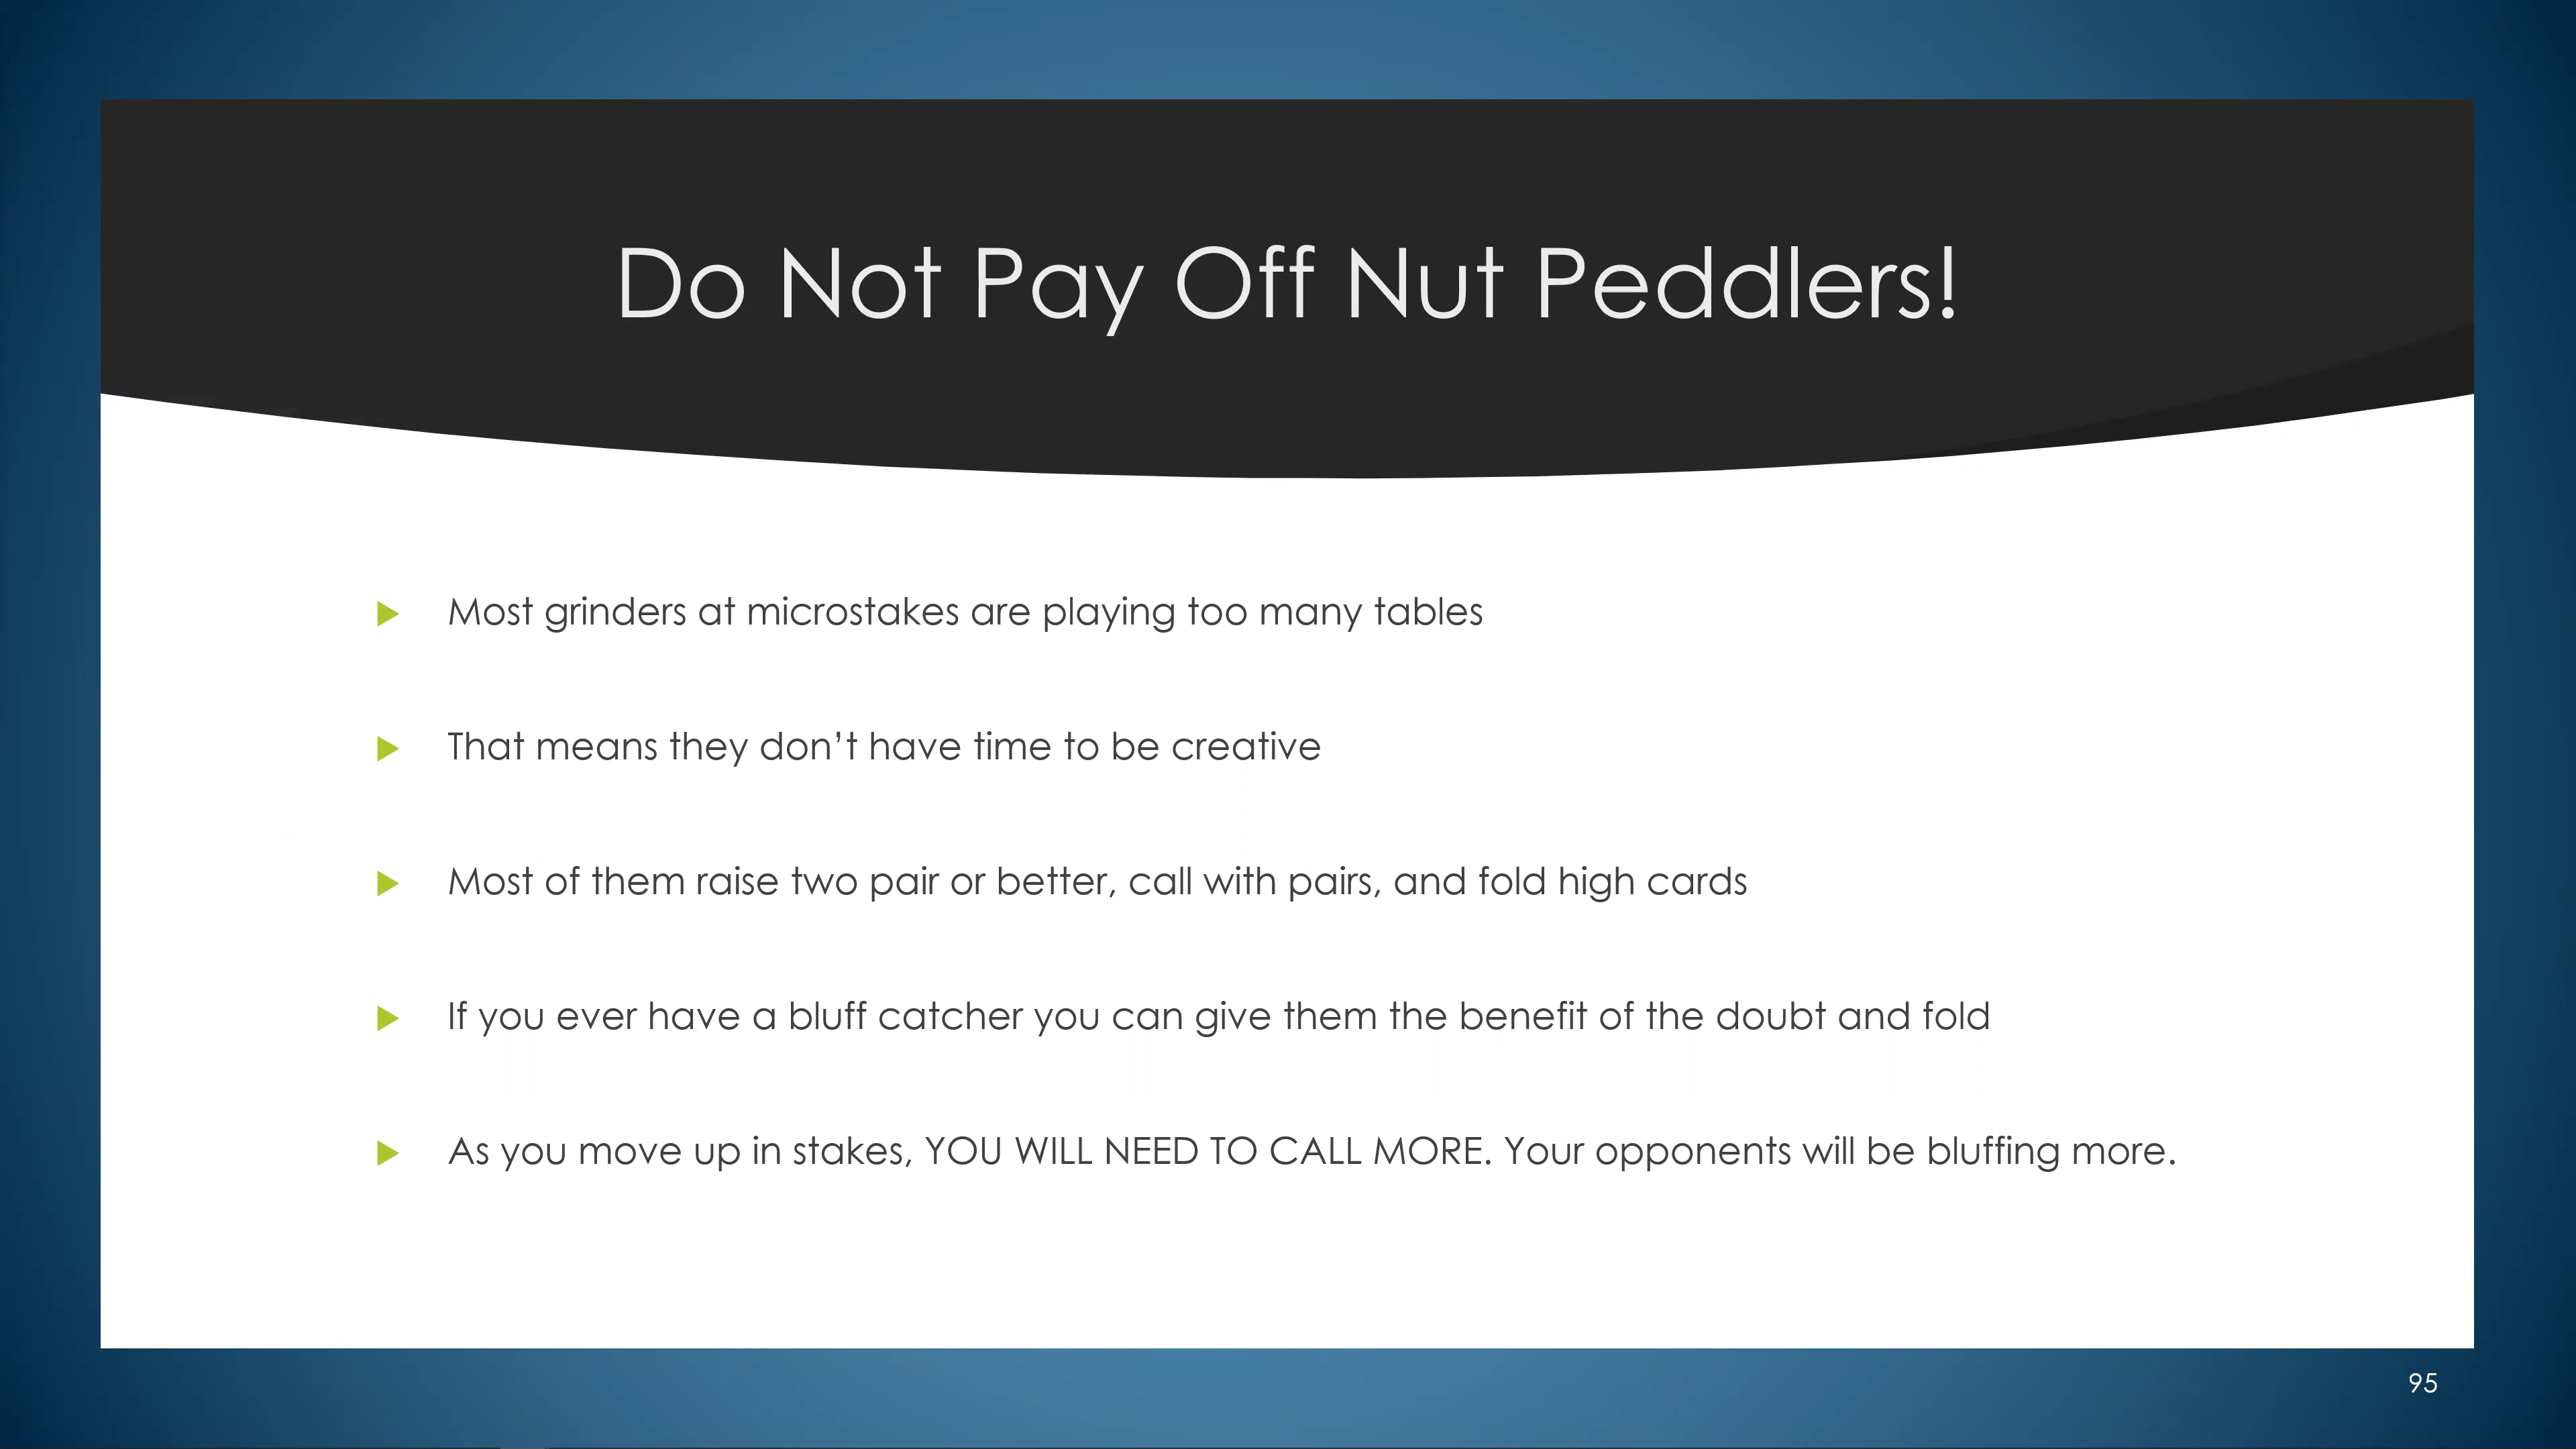 Do Not Pay Off Nut Peddlers!
Most grinders at microstakes are playing too many tables
That means they don’t have time to be creative
Most of them raise two pair or better, call with pairs, and fold high cards
If you ever have a bluff catcher you can give them the benefit of the doubt and fold
As you move up in stakes, YOU WILL NEED TO CALL MORE. Your opponents will be bluffing more.
95